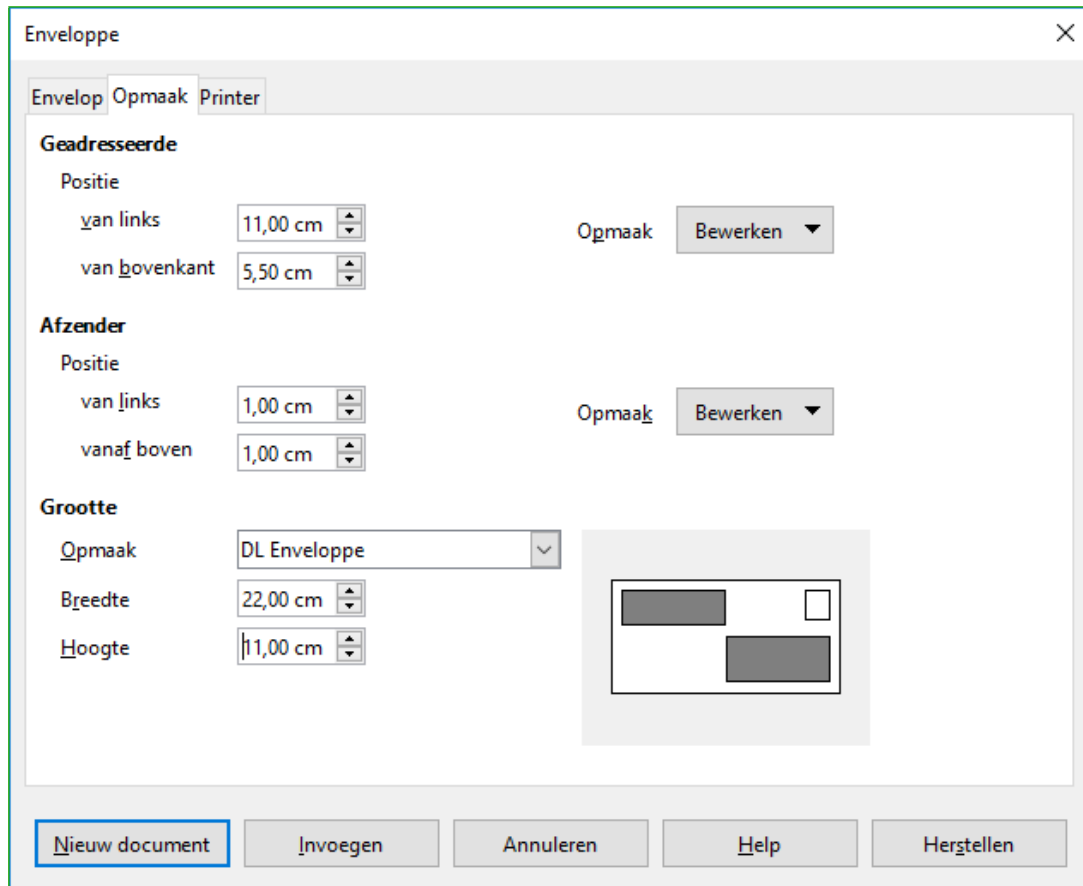 Enveloppe
Envelop Opmaak Printer
Geadresseerde
Positie
van links 11,00 cm Opmaak Bewerken
van bovenkant 5,50 cm
Afzender
Positie
van links 1,00 cm Opmaak Bewerken
vanaf boven 1,00 cm
Grootte
Opmaak DL Enveloppe
Breedte 22,00 cm
Hoogte 11,00 cm
Nieuw document Invoegen Annuleren Help Herstellen